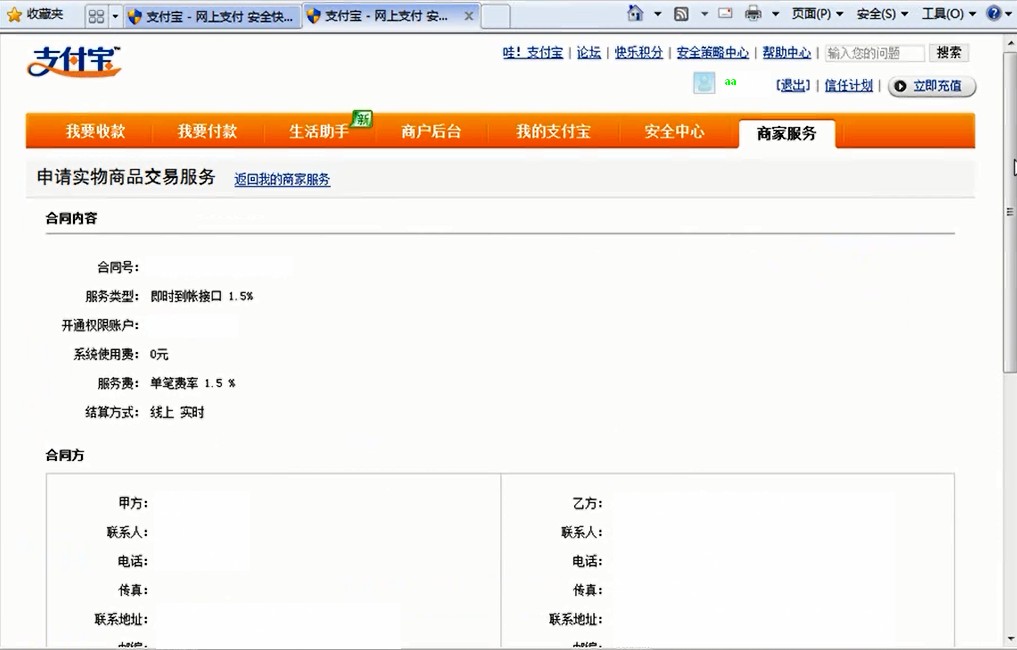 收藏夹 支付宝 - 网上支付 安全快... 支付宝 - 网上支付 安... 页面(P) 安全(S) 工具(O)
支付宝 哇！支付宝 | 论坛 | 快乐积分 | 安全策略中心 | 帮助中心 | 输入您的问题 搜索
aa [退出] | 信任计划 | 立即充值
我要收款 我要付款 生活助手 新 商户后台 我的支付宝 安全中心 商家服务
申请实物商品交易服务 返回我的商家服务
合同内容
合同号:
服务类型: 即时到帐接口 1.5%
开通权限账户:
系统使用费: 0元
服务费: 单笔费率 1.5 %
结算方式: 线上 实时
合同方
甲方: 乙方:
联系人: 联系人:
电话: 电话:
传真: 传真:
联系地址: 联系地址: